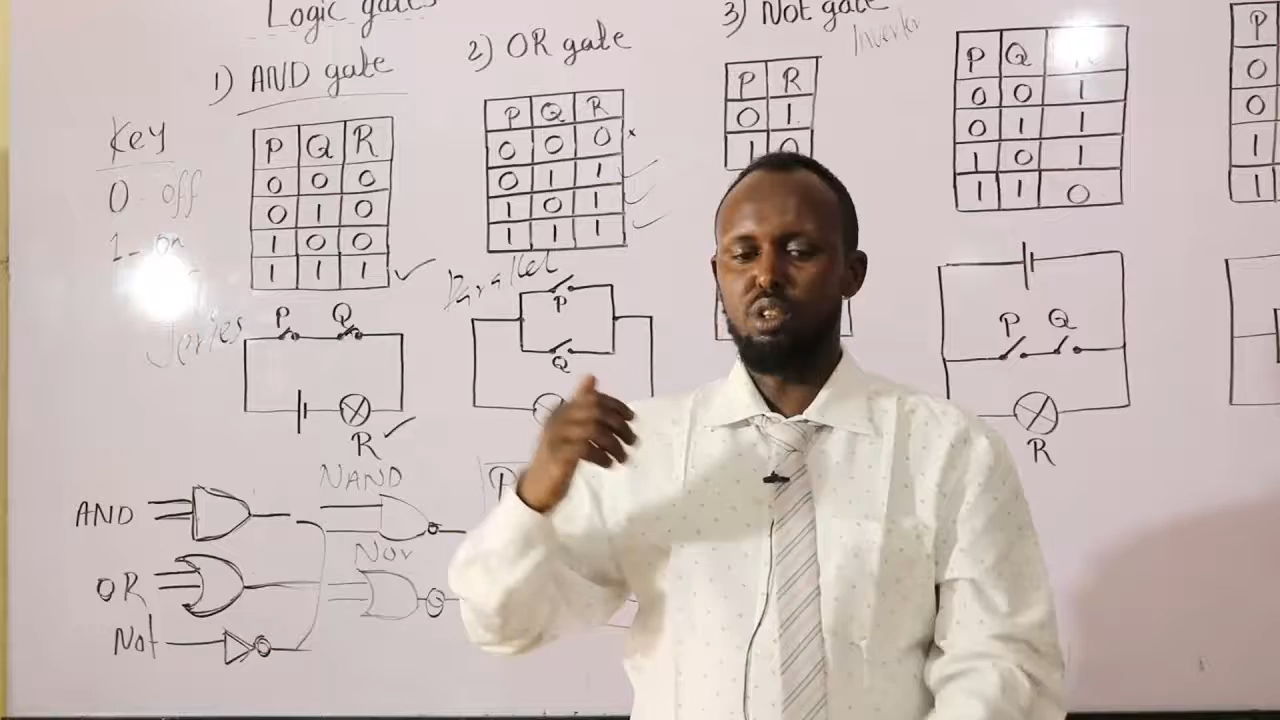 Logic gates
1) AND gate
2) OR gate
3) Not gate
Inverter
Key
0 - off
1 - on
P Q R
0 0 0
0 1 0
1 0 0
1 1 1 ✓
P Q R
0 0 0 x
0 1 1 ✓
1 0 1 ✓
1 1 1 ✓
P R
0 1
1 0
P Q
0 0 1
0 1 1
1 0 1
1 1 0
P
0
0
1
1
Series
P Q
R ✓
Parallel
P
Q
P Q
R
AND
NAND
P
OR
Nor
Not